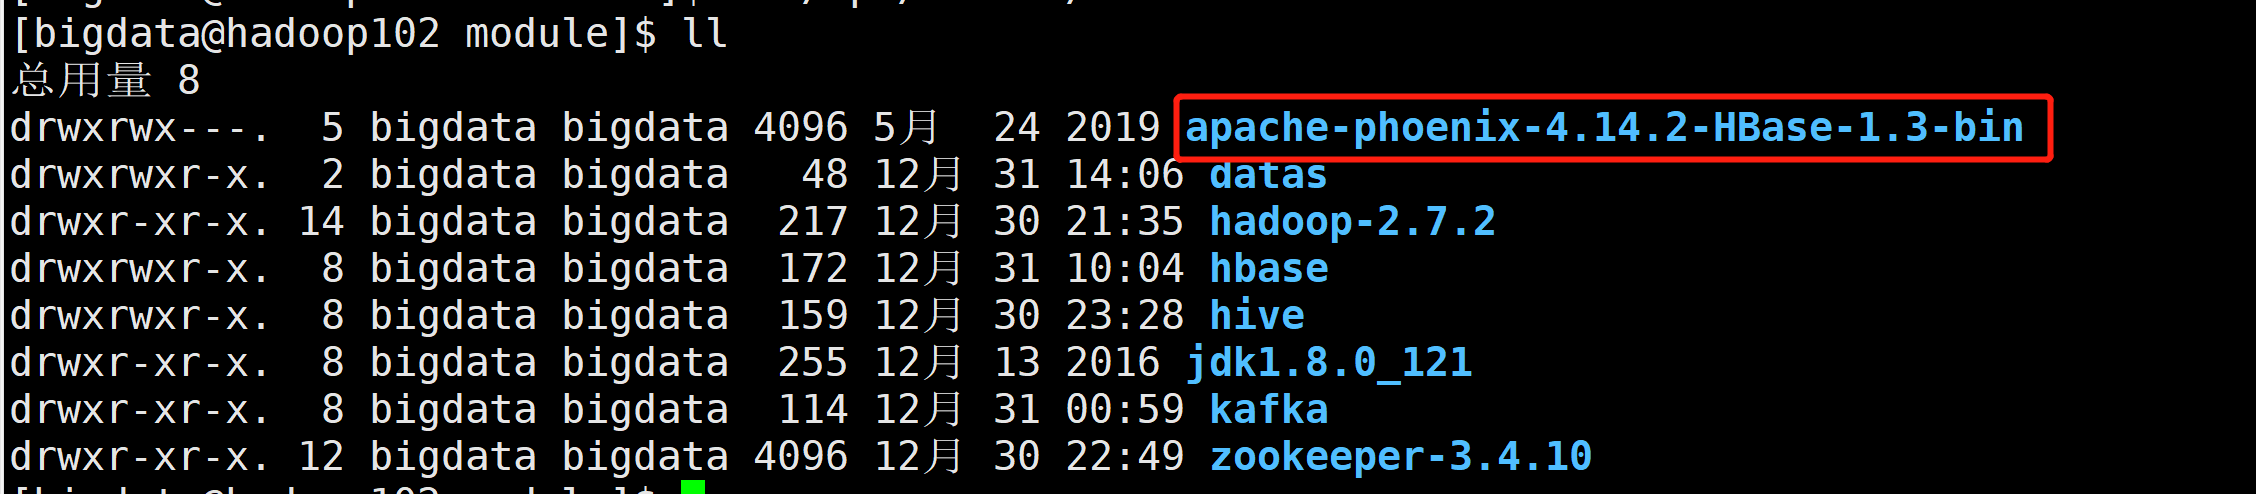 [bigdata@hadoop102 module]$ ll
总用量 8
drwxrwx---.  5 bigdata bigdata 4096 5月  24 2019 apache-phoenix-4.14.2-HBase-1.3-bin
drwxrwxr-x.  2 bigdata bigdata   48 12月 31 14:06 datas
drwxr-xr-x. 14 bigdata bigdata  217 12月 30 21:35 hadoop-2.7.2
drwxrwxr-x.  8 bigdata bigdata  172 12月 31 10:04 hbase
drwxrwxr-x.  8 bigdata bigdata  159 12月 30 23:28 hive
drwxr-xr-x.  8 bigdata bigdata  255 12月 13 2016 jdk1.8.0_121
drwxr-xr-x.  8 bigdata bigdata  114 12月 31 00:59 kafka
drwxr-xr-x. 12 bigdata bigdata 4096 12月 30 22:49 zookeeper-3.4.10
[bigdata@hadoop102 module]$